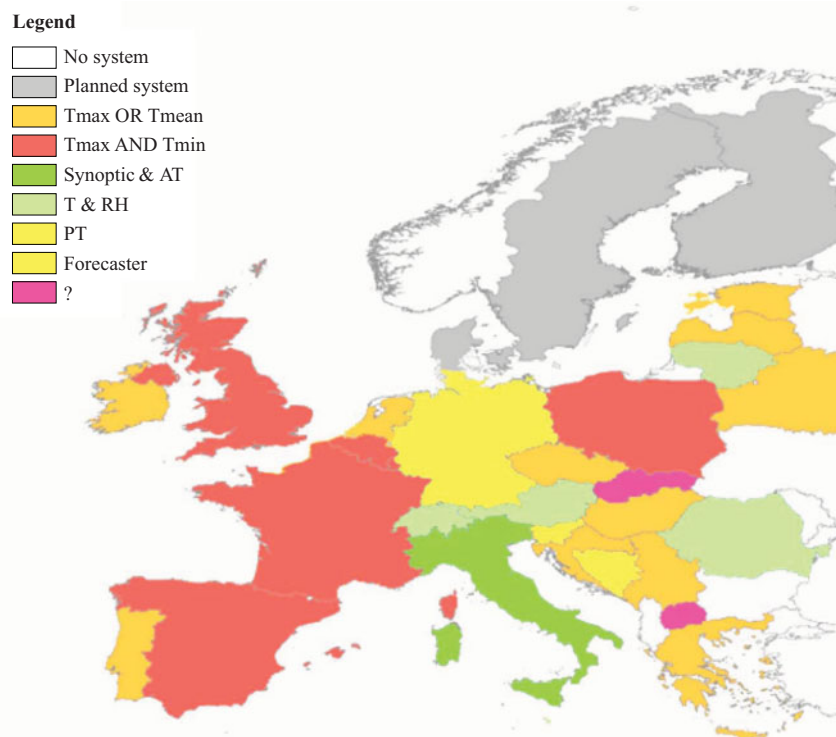 Legend
No system
Planned system
Tmax OR Tmean
Tmax AND Tmin
Synoptic & AT
T & RH
PT
Forecaster
?